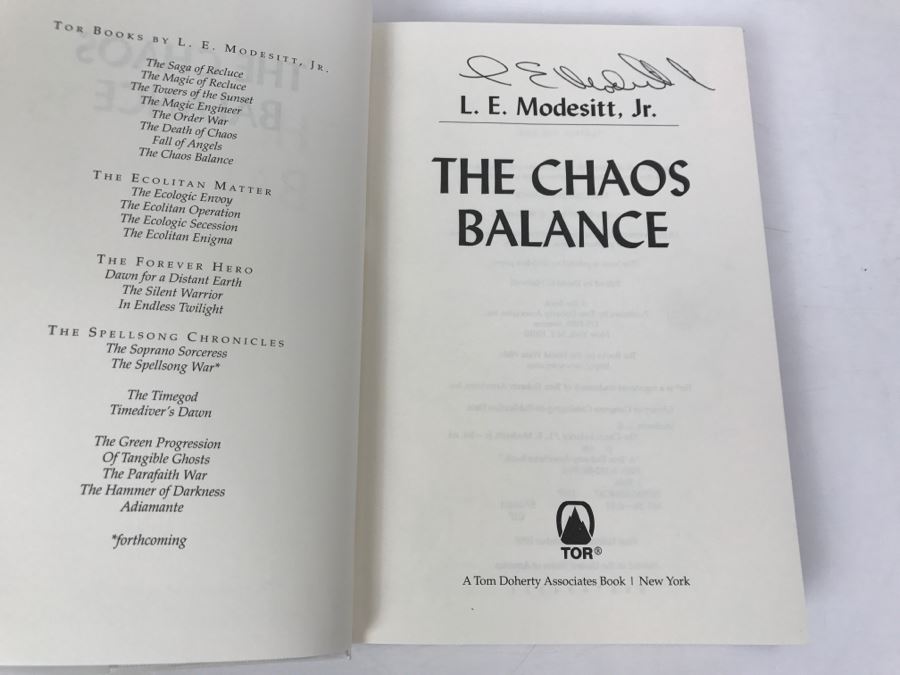 TOR BOOKS BY L. E. MODESITT, JR.
The Saga of Recluce
The Magic of Recluce
The Towers of the Sunset
The Magic Engineer
The Order War
The Death of Chaos
Fall of Angels
The Chaos Balance
THE ECOLITAN MATTER
The Ecologic Envoy
The Ecolitan Operation
The Ecologic Secession
The Ecolitan Enigma
THE FOREVER HERO
Dawn for a Distant Earth
The Silent Warrior
In Endless Twilight
THE SPELLSONG CHRONICLES
The Soprano Sorceress
The Spellsong War*
The Timegod
Timediver's Dawn
The Green Progression
Of Tangible Ghosts
The Parafaith War
The Hammer of Darkness
Adiamante
*forthcoming
L E Modesitt
L. E. Modesitt, Jr.
THE CHAOS
BALANCE
TOR®
A Tom Doherty Associates Book | New York